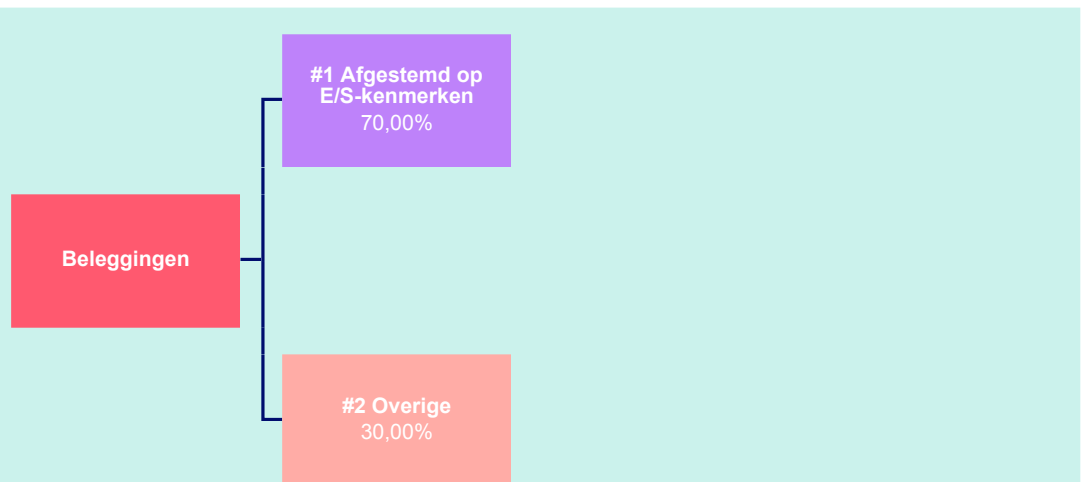 #1 Afgestemd op
E/S-kenmerken
70,00%
Beleggingen
#2 Overige
30,00%